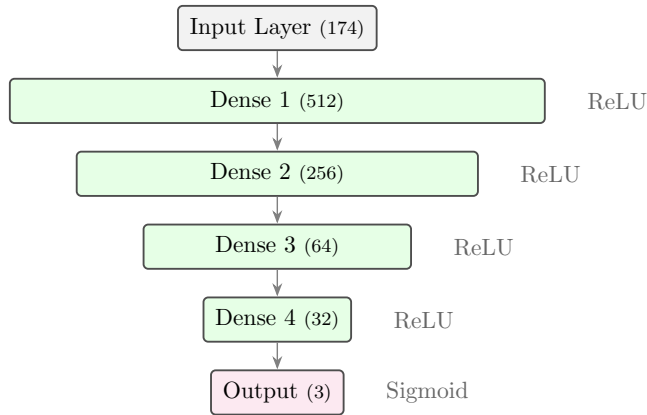 Input Layer (174)
Dense 1 (512) ReLU
Dense 2 (256) ReLU
Dense 3 (64) ReLU
Dense 4 (32) ReLU
Output (3) Sigmoid